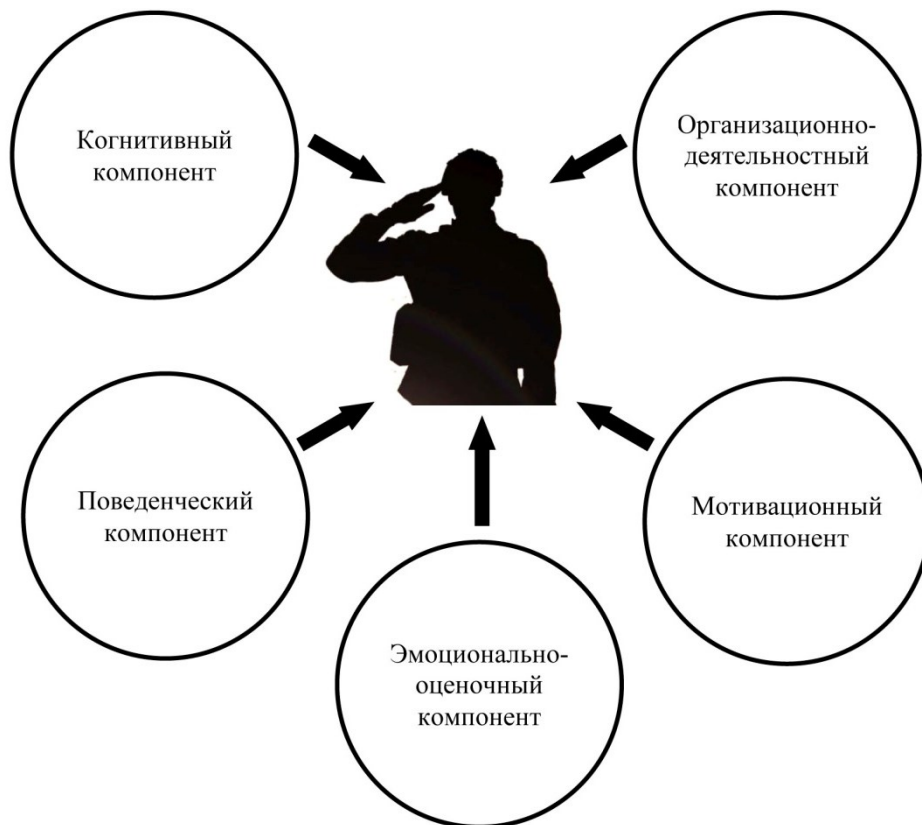 Когнитивный
компонент
Организационно-
деятельностный
компонент
Поведенческий
компонент
Мотивационный
компонент
Эмоционально-
оценочный
компонент